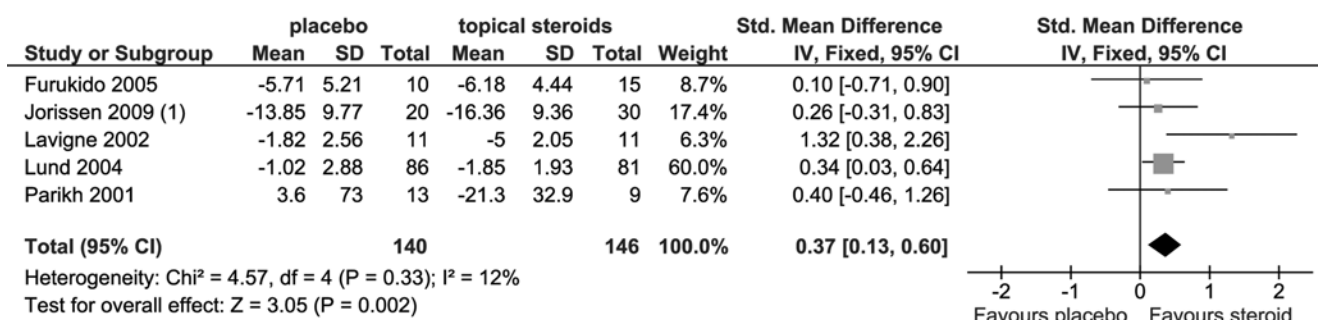 placebo topical steroids Std. Mean Difference Std. Mean Difference
Study or Subgroup Mean SD Total Mean SD Total Weight IV, Fixed, 95% CI IV, Fixed, 95% CI
Furukido 2005 -5.71 5.21 10 -6.18 4.44 15 8.7% 0.10 [-0.71, 0.90]
Jorissen 2009 (1) -13.85 9.77 20 -16.36 9.36 30 17.4% 0.26 [-0.31, 0.83]
Lavigne 2002 -1.82 2.56 11 -5 2.05 11 6.3% 1.32 [0.38, 2.26]
Lund 2004 -1.02 2.88 86 -1.85 1.93 81 60.0% 0.34 [0.03, 0.64]
Parikh 2001 3.6 73 13 -21.3 32.9 9 7.6% 0.40 [-0.46, 1.26]
Total (95% CI) 140 146 100.0% 0.37 [0.13, 0.60]
Heterogeneity: Chi² = 4.57, df = 4 (P = 0.33); I² = 12%
Test for overall effect: Z = 3.05 (P = 0.002)
-2 -1 0 1 2
Favours placebo Favours steroid